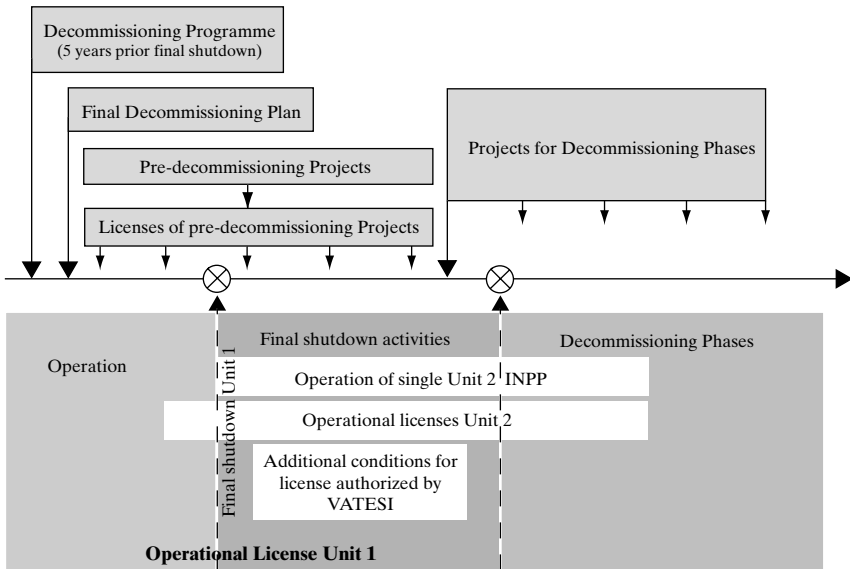 Decommissioning Programme
(5 years prior final shutdown)
Final Decommissioning Plan
Pre-decommissioning Projects
Licenses of pre-decommissioning Projects
Projects for Decommissioning Phases
Operation
Final shutdown Unit 1
Final shutdown activities
Decommissioning Phases
Operation of single Unit 2 INPP
Operational licenses Unit 2
Additional conditions for
license authorized by
VATESI
Operational License Unit 1